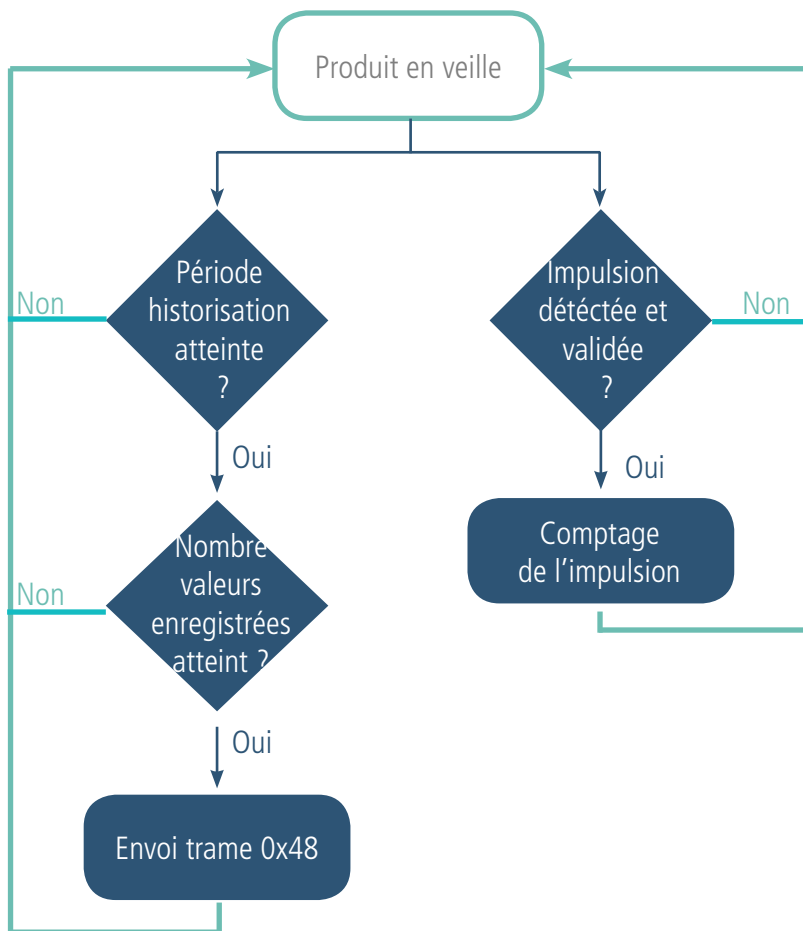 Produit en veille
Période
historisation
atteinte
?
Non
Impulsion
détéctée et
validée
?
Non
Oui
Oui
Nombre
valeurs
enregistrées
atteint ?
Non
Comptage
de l’impulsion
Oui
Envoi trame 0x48